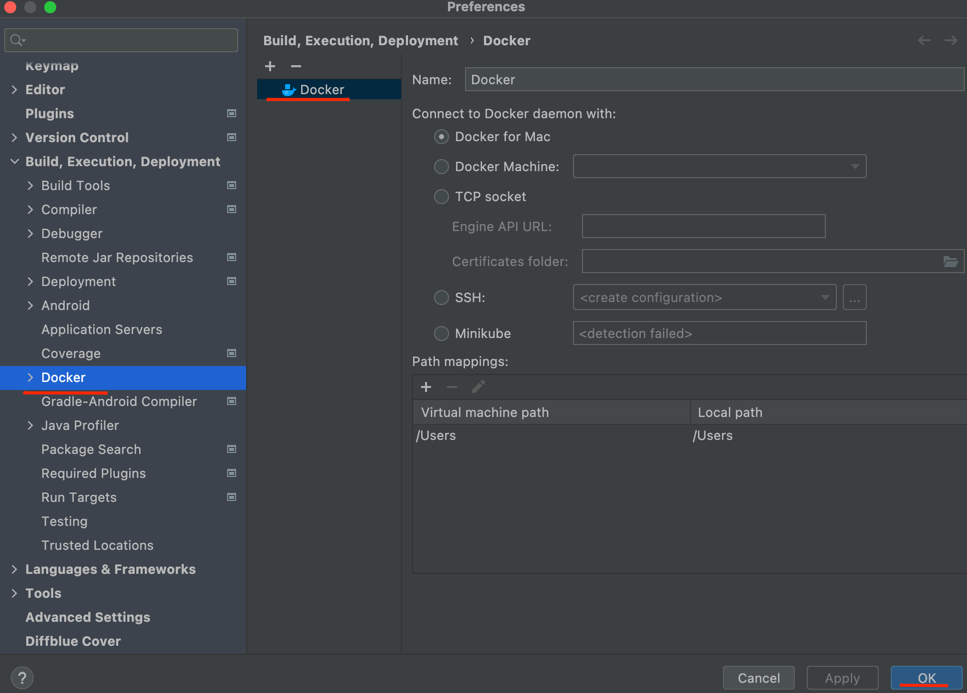 Preferences
Keymap
Editor
Plugins
Version Control
Build, Execution, Deployment
Build Tools
Compiler
Debugger
Remote Jar Repositories
Deployment
Android
Application Servers
Coverage
Docker
Gradle-Android Compiler
Java Profiler
Package Search
Required Plugins
Run Targets
Testing
Trusted Locations
Languages & Frameworks
Tools
Advanced Settings
Diffblue Cover
?
Build, Execution, Deployment › Docker
Docker
Name: Docker
Connect to Docker daemon with:
Docker for Mac
Docker Machine:
TCP socket
Engine API URL:
Certificates folder:
SSH: <create configuration> ...
Minikube <detection failed>
Path mappings:
Virtual machine path Local path
/Users /Users
Cancel Apply OK